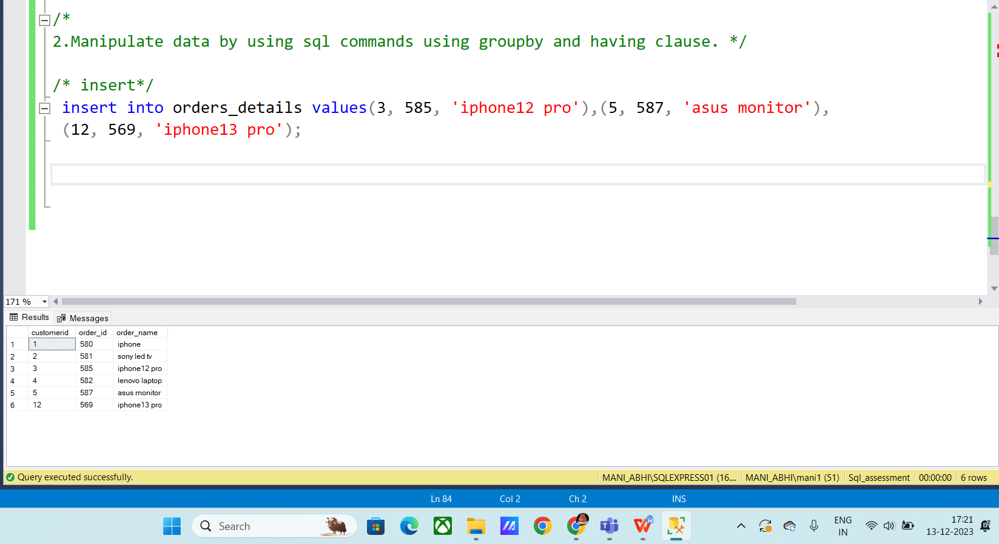 /*
2.Manipulate data by using sql commands using groupby and having clause. */
/* insert*/
insert into orders_details values(3, 585, 'iphone12 pro'),(5, 587, 'asus monitor'),
(12, 569, 'iphone13 pro');
171 %
Results Messages
customerid order_id order_name
1 1 580 iphone
2 2 581 sony led tv
3 3 585 iphone12 pro
4 4 582 lenovo laptop
5 5 587 asus monitor
6 12 569 iphone13 pro
Query executed successfully. MANI_ABHI\SQLEXPRESS01 (16.... MANI_ABHI\mani1 (51) Sql_assessment 00:00:00 6 rows
Ln 84 Col 2 Ch 2 INS
Search ENG 17:21
IN 13-12-2023